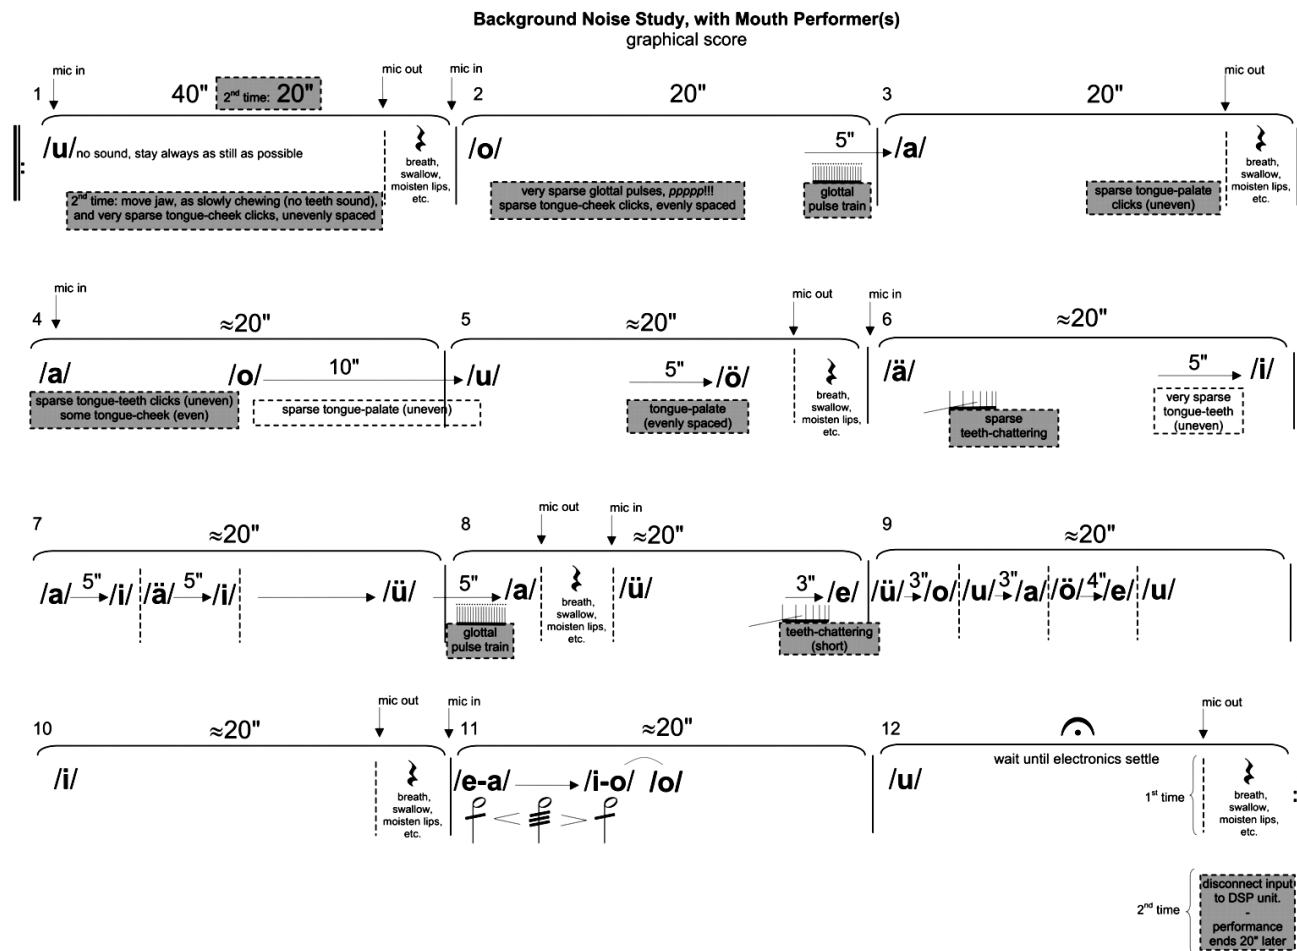 Background Noise Study, with Mouth Performer(s)
graphical score
mic in
mic out
mic in
mic out
1
40"
2nd time: 20"
2
20"
3
20"
/u/ no sound, stay always as still as possible
breath,
swallow,
moisten lips,
etc.
2nd time: move jaw, as slowly chewing (no teeth sound),
and very sparse tongue-cheek clicks, unevenly spaced
/o/
very sparse glottal pulses, ppppp!!!
sparse tongue-cheek clicks, evenly spaced
5"
glottal
pulse train
/a/
sparse tongue-palate
clicks (uneven)
breath,
swallow,
moisten lips,
etc.
mic in
mic out
mic in
4
≈20"
5
≈20"
6
≈20"
/a/
sparse tongue-teeth clicks (uneven)
some tongue-cheek (even)
/o/
10"
sparse tongue-palate (uneven)
/u/
5"
/ö/
tongue-palate
(evenly spaced)
breath,
swallow,
moisten lips,
etc.
/ä/
sparse
teeth-chattering
5"
/i/
very sparse
tongue-teeth
(uneven)
7
≈20"
8
mic out
mic in
≈20"
9
≈20"
/a/ 5" /i/ /ä/ 5" /i/ /ü/
5"
/a/
glottal
pulse train
breath,
swallow,
moisten lips,
etc.
/ü/
3"
/e/
teeth-chattering
(short)
/ü/ 3" /o/ /u/ 3" /a/ /ö/ 4" /e/ /u/
mic out
mic in
mic out
10
≈20"
11
≈20"
12
/i/
breath,
swallow,
moisten lips,
etc.
/e-a/ /i-o/ /o/
/u/
wait until electronics settle
1st time
breath,
swallow,
moisten lips,
etc.
2nd time
disconnect input
to DSP unit.
-
performance
ends 20" later